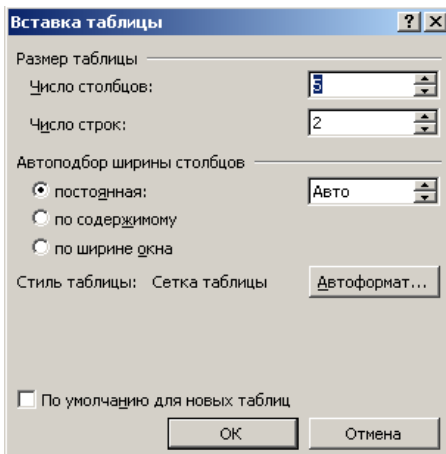 Вставка таблицы
Размер таблицы
Число столбцов: 5
Число строк: 2
Автоподбор ширины столбцов
постоянная: Авто
по содержимому
по ширине окна
Стиль таблицы: Сетка таблицы Автоформат...
По умолчанию для новых таблиц
ОК Отмена